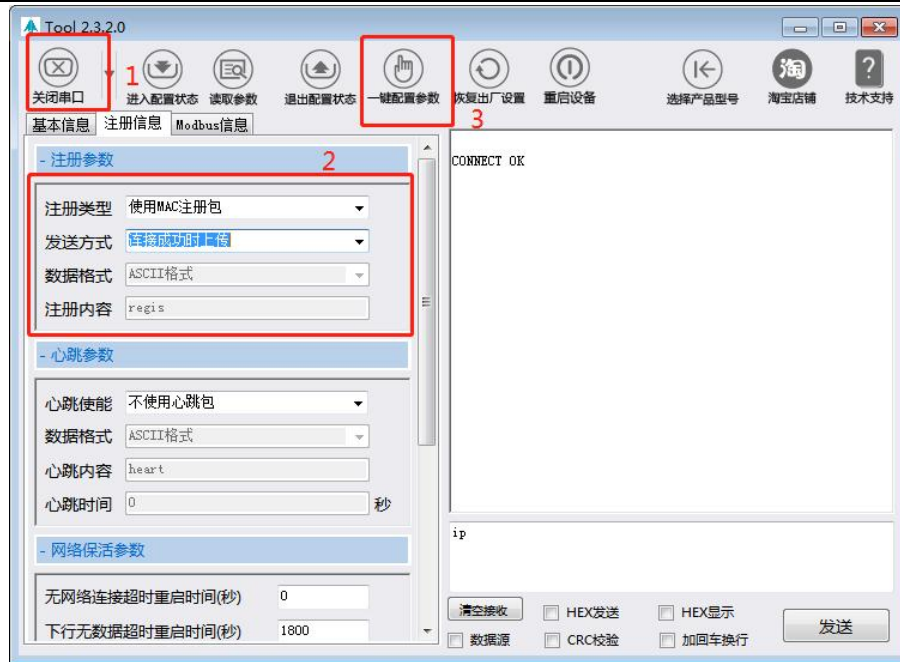 Tool 2.3.2.0
关闭串口
1
进入配置状态
读取参数
退出配置状态
一键配置参数
恢复出厂设置
重启设备
选择产品型号
淘
淘宝店铺
?
技术支持
3
基本信息 注册信息 Modbus信息
- 注册参数
2
注册类型 使用MAC注册包
发送方式 连接成功时上传
数据格式 ASCII格式
注册内容 regis
- 心跳参数
心跳使能 不使用心跳包
数据格式 ASCII格式
心跳内容 heart
心跳时间 0 秒
- 网络保活参数
无网络连接超时重启时间(秒) 0
下行无数据超时重启时间(秒) 1800
CONNECT OK
ip
清空接收 HEX发送 HEX显示
数据源 CRC校验 加回车换行
发送